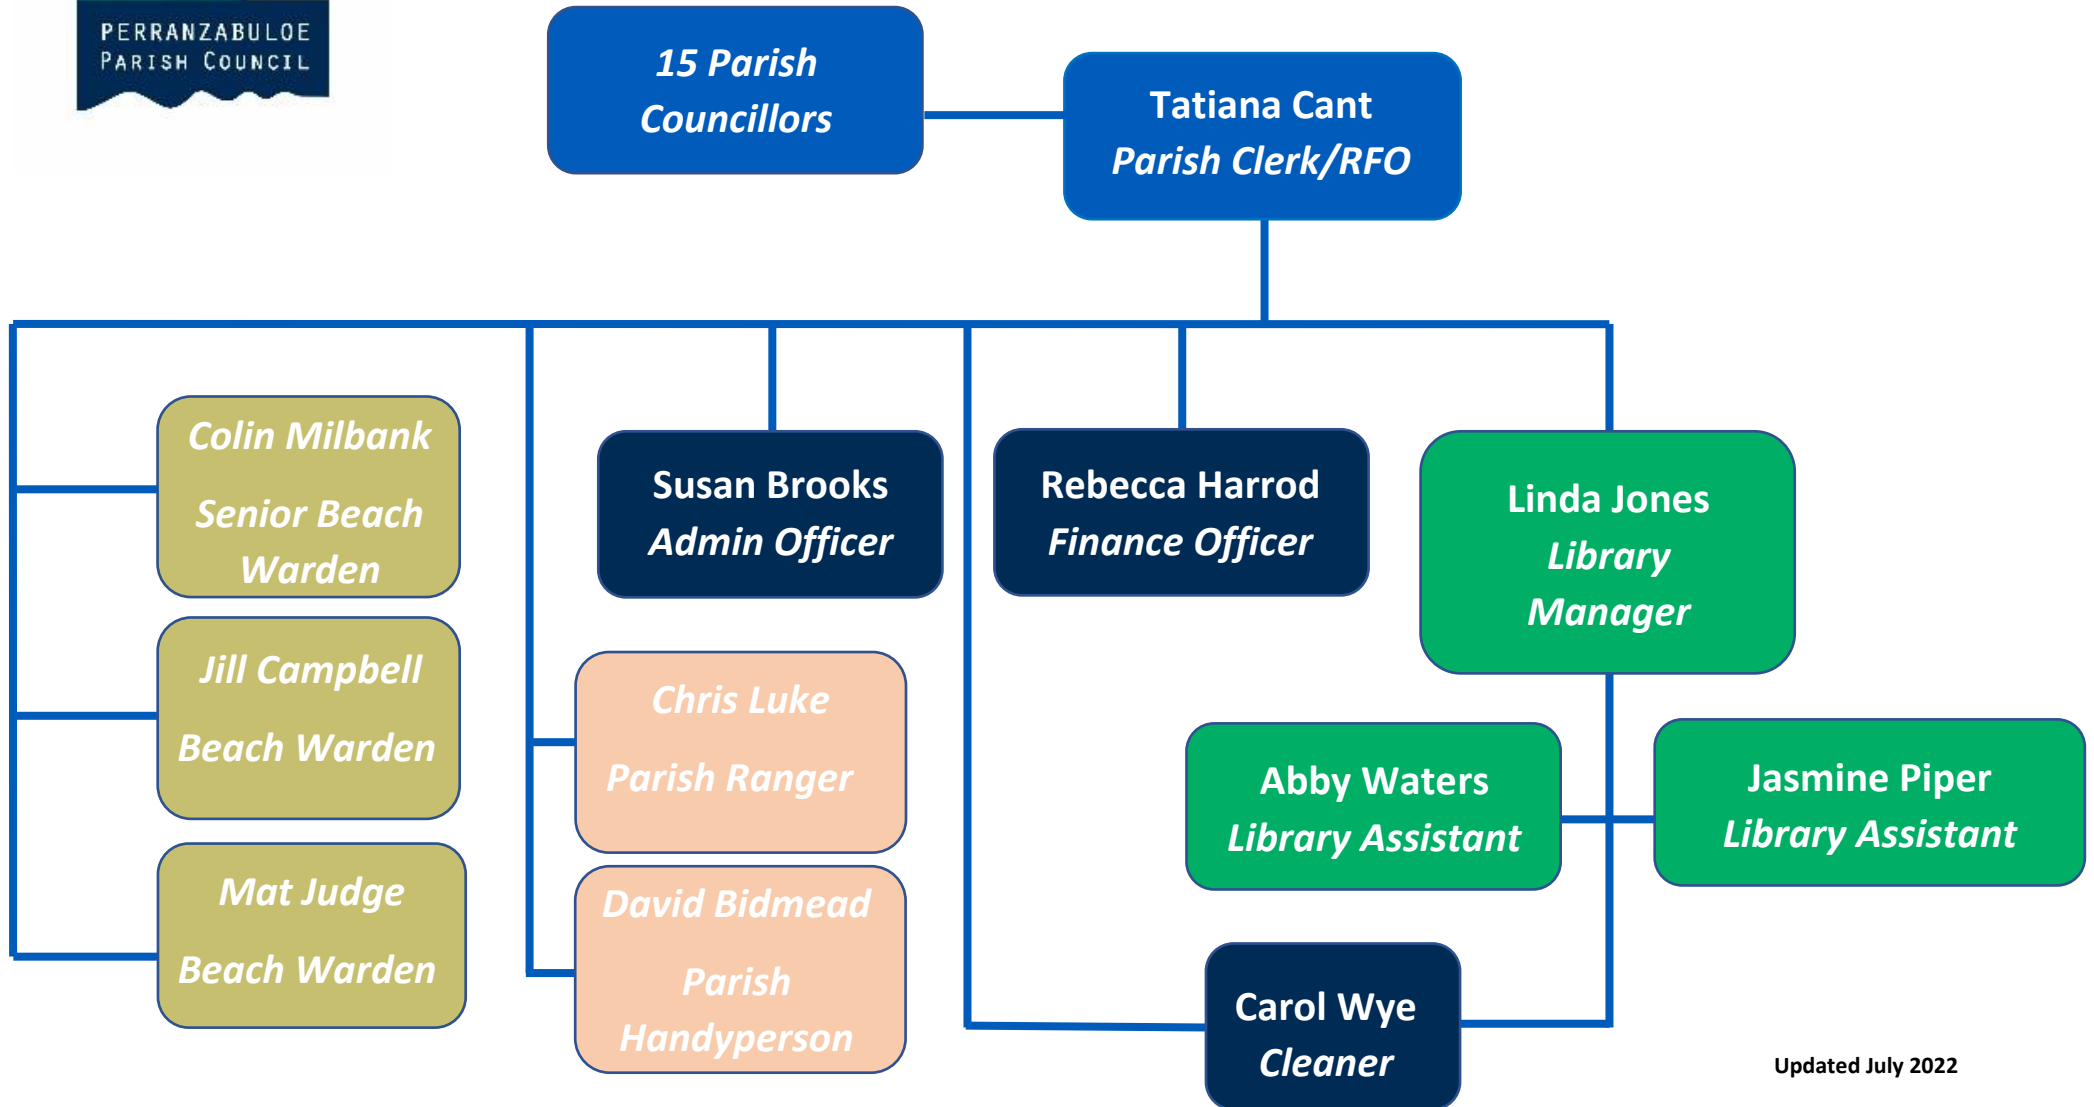 PERRANZABULOE
PARISH COUNCIL
15 Parish
Councillors
Tatiana Cant
Parish Clerk/RFO
Colin Milbank
Senior Beach
Warden
Jill Campbell
Beach Warden
Mat Judge
Beach Warden
Susan Brooks
Admin Officer
Chris Luke
Parish Ranger
David Bidmead
Parish
Handyperson
Rebecca Harrod
Finance Officer
Linda Jones
Library
Manager
Abby Waters
Library Assistant
Jasmine Piper
Library Assistant
Carol Wye
Cleaner
Updated July 2022